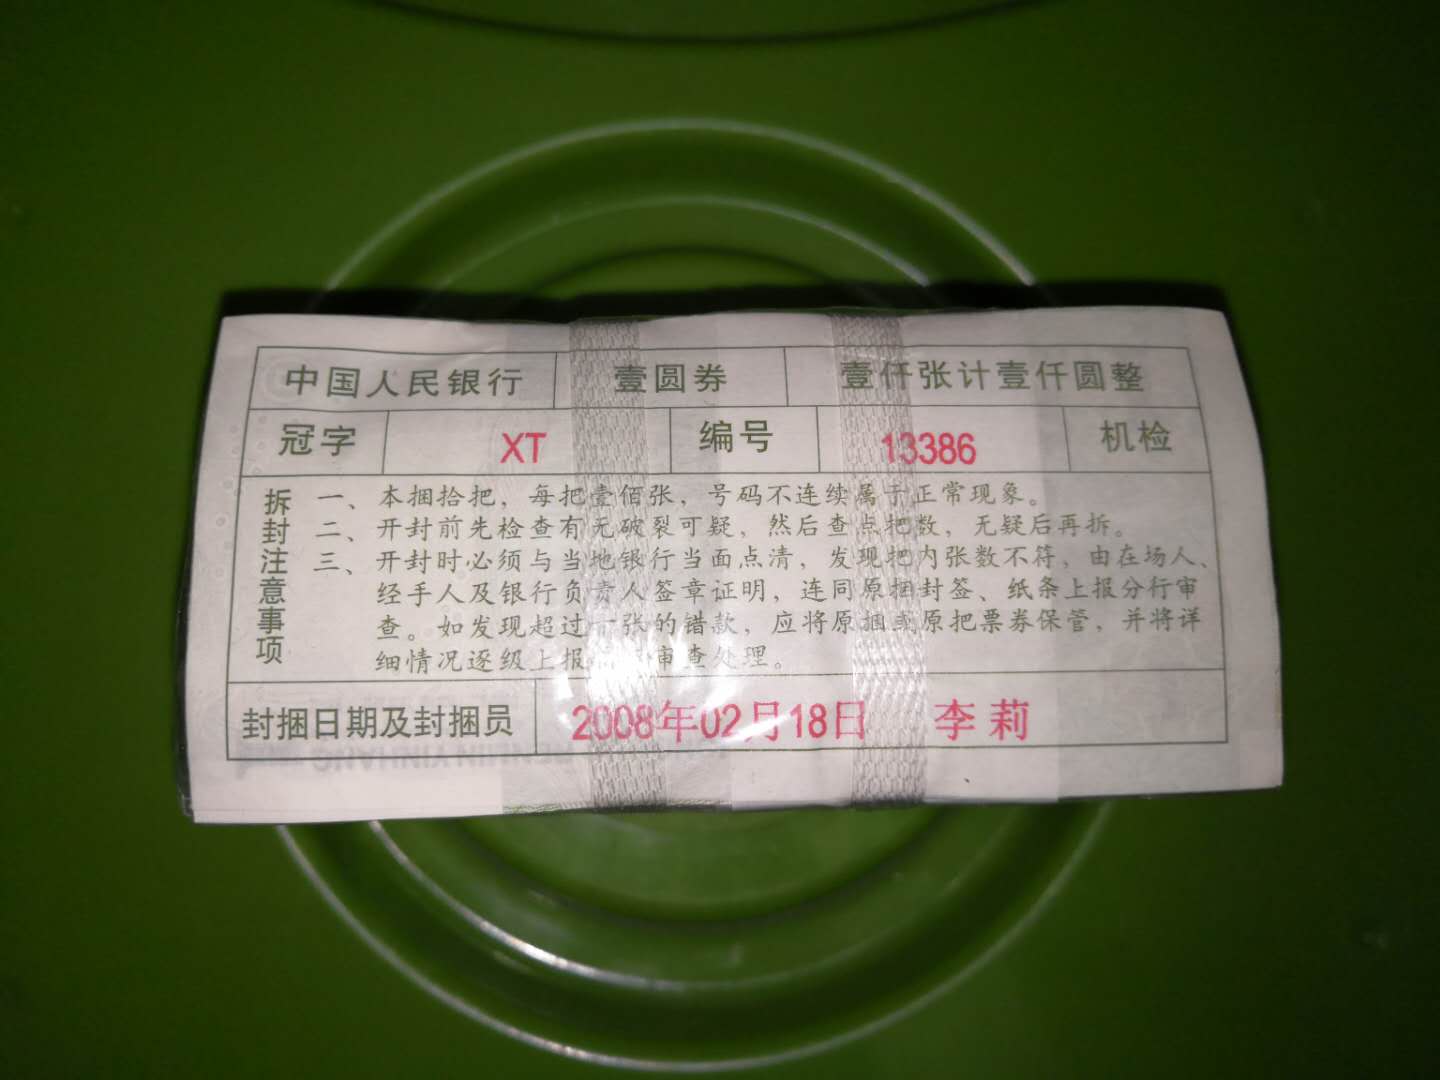 中国人民银行 壹圆券 壹仟张计壹仟圆整
冠字 XT 编号 13386 机检
拆封注意事项
一、本捆拾把，每把壹佰张，号码不连续属于正常现象。
二、开封前先检查有无破裂可疑，然后查点把数，无疑后再拆。
三、开封时必须与当地银行当面点清，发现把内张数不符，由在场人、
经手人及银行负责人签章证明，连同原捆封签、纸条上报分行审
查。如发现超过十张的错款，应将原捆或原把票券保管，并将详
细情况逐级上报 审查处理。
封捆日期及封捆员 2008年02月18日 李莉